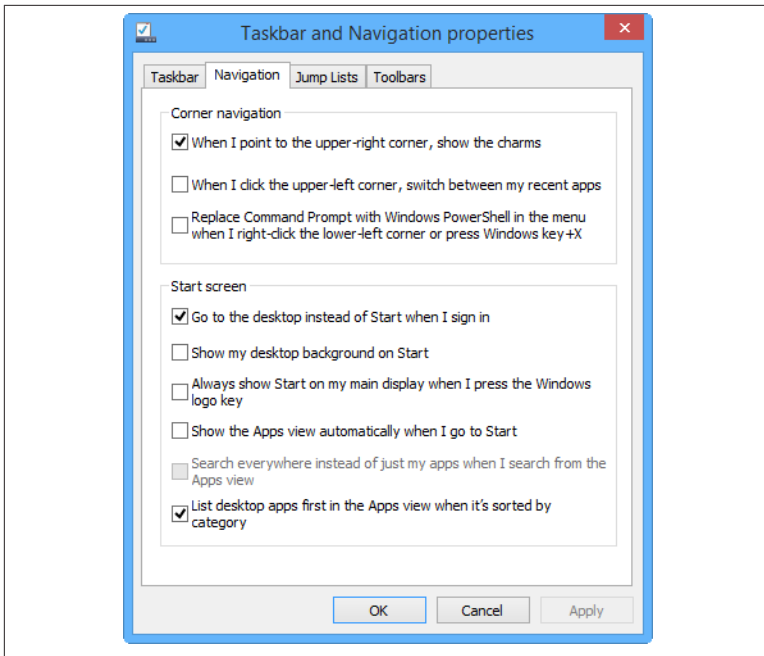 Taskbar and Navigation properties
Taskbar
Navigation
Jump Lists
Toolbars
Corner navigation
When I point to the upper-right corner, show the charms
When I click the upper-left corner, switch between my recent apps
Replace Command Prompt with Windows PowerShell in the menu
when I right-click the lower-left corner or press Windows key+X
Start screen
Go to the desktop instead of Start when I sign in
Show my desktop background on Start
Always show Start on my main display when I press the Windows
logo key
Show the Apps view automatically when I go to Start
Search everywhere instead of just my apps when I search from the
Apps view
List desktop apps first in the Apps view when it's sorted by
category
OK
Cancel
Apply